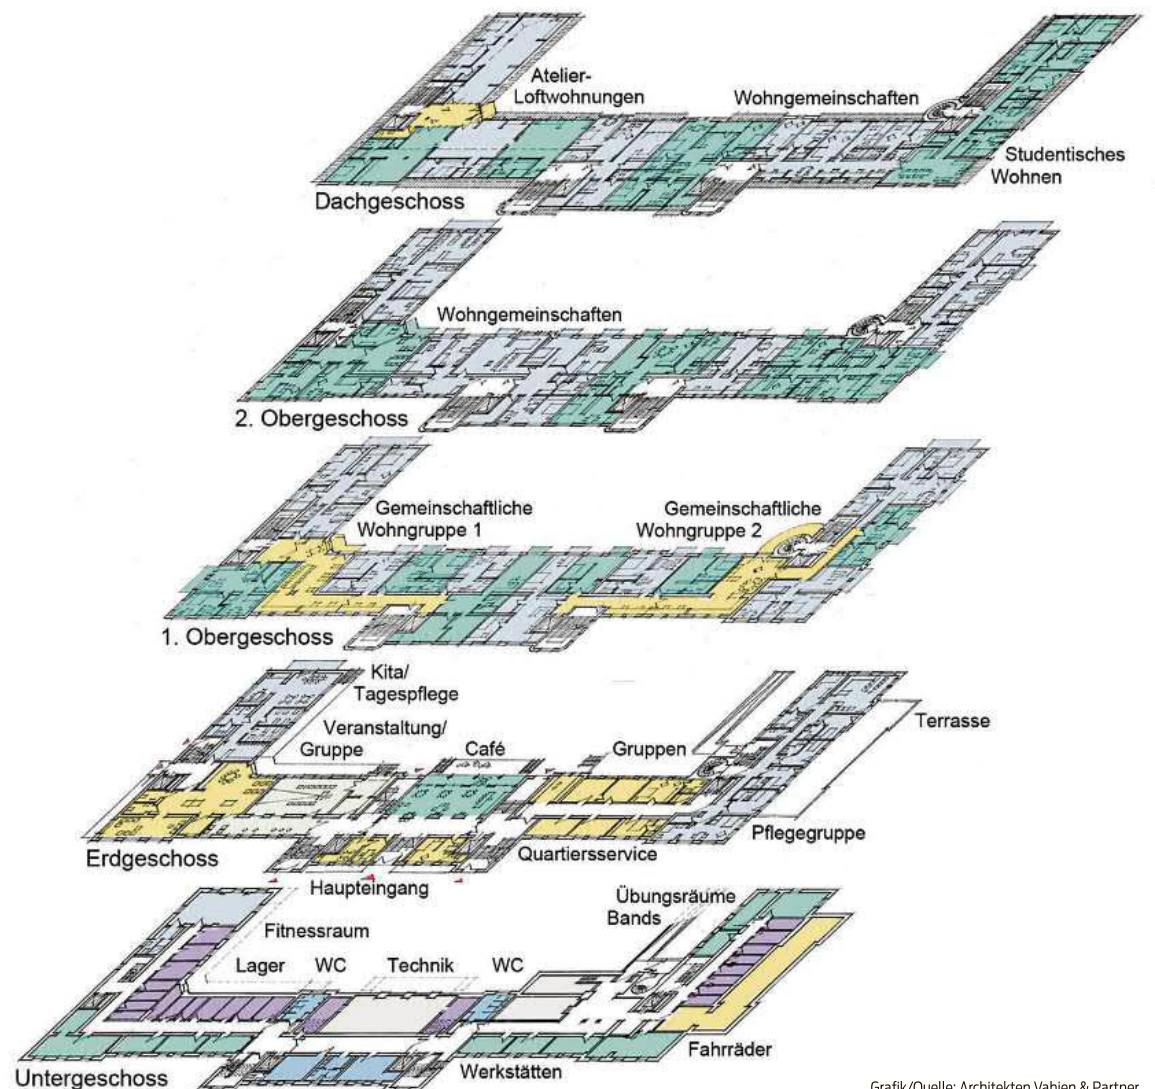 Atelier-
Loftwohnungen
Wohngemeinschaften
Studentisches
Wohnen
Dachgeschoss
Wohngemeinschaften
2. Obergeschoss
Gemeinschaftliche
Wohngruppe 1
Gemeinschaftliche
Wohngruppe 2
1. Obergeschoss
Kita/
Tagespflege
Veranstaltung/
Gruppe
Café
Gruppen
Terrasse
Pflegegruppe
Quartiersservice
Erdgeschoss
Haupteingang
Übungsräume
Bands
Fitnessraum
Lager
WC
Technik
WC
Fahrräder
Werkstätten
Untergeschoss
Grafik/Quelle: Architekten Vahjen & Partner